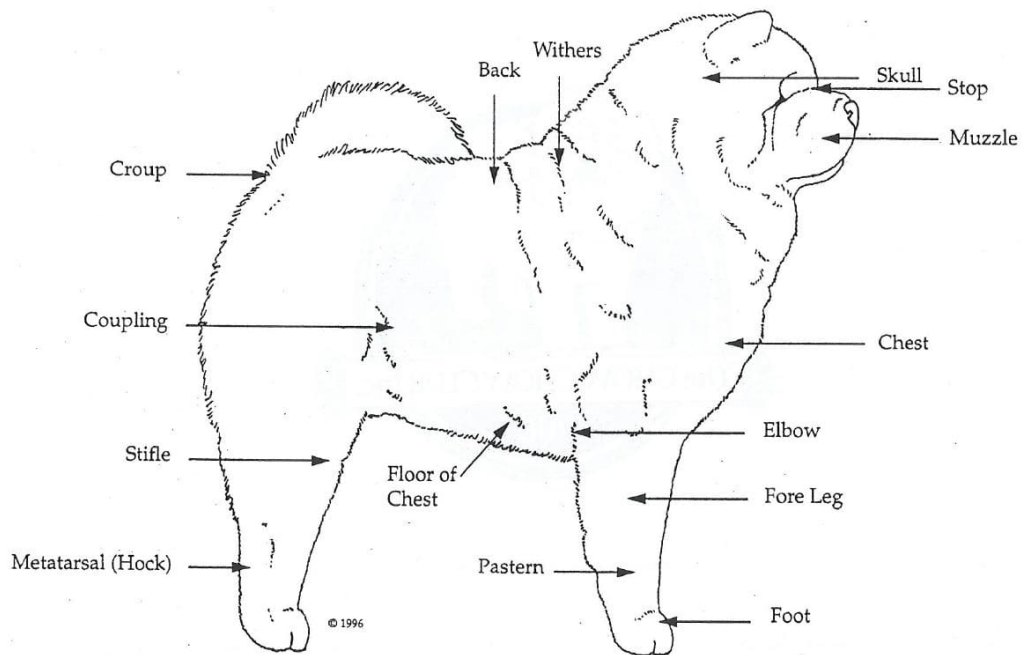 Withers
Back
Skull
Stop
Muzzle
Croup
Coupling
Chest
Elbow
Stifle
Floor of
Chest
Fore Leg
Metatarsal (Hock)
Pastern
Foot
© 1996